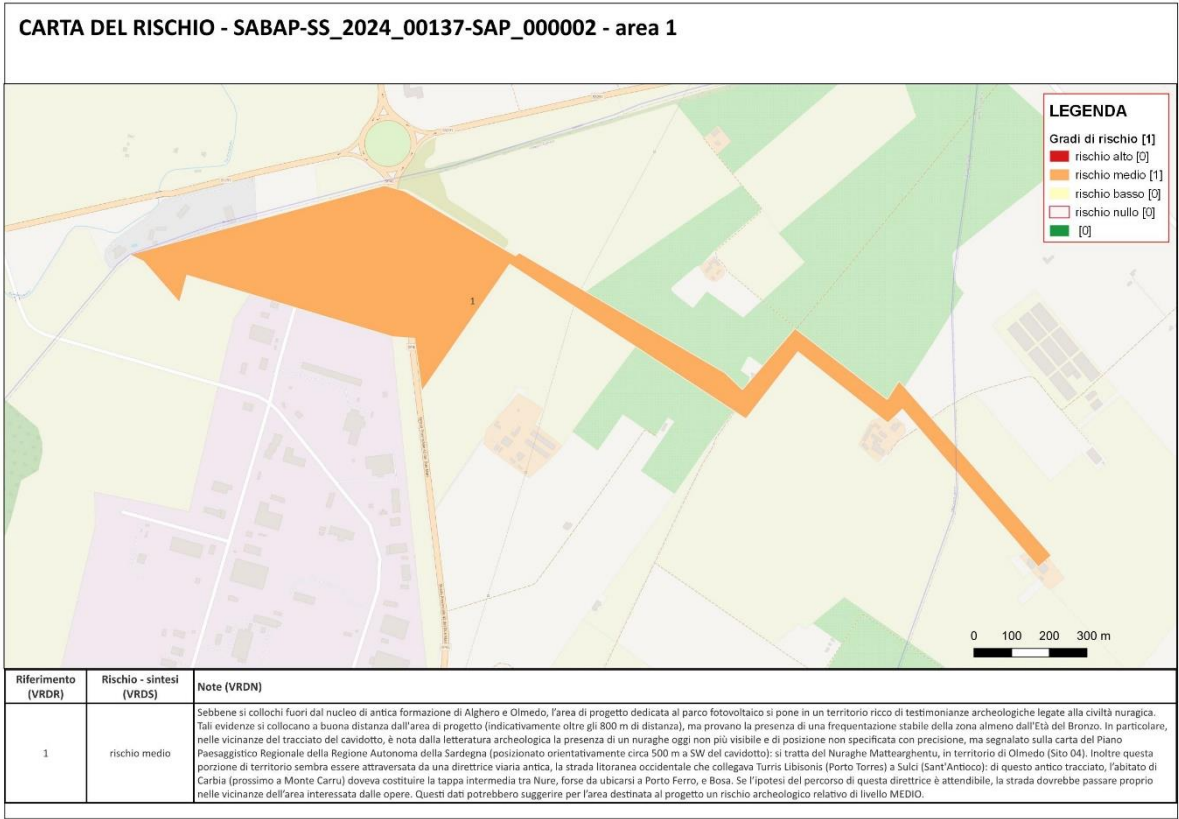 CARTA DEL RISCHIO - SABAP-SS_2024_00137-SAP_000002 - area 1
LEGENDA
Gradi di rischio [1]
rischio alto [0]
rischio medio [1]
rischio basso [0]
rischio nullo [0]
[0]
1
0 100 200 300 m
Riferimento (VRDR)
Rischio - sintesi (VRDS)
Note (VRDN)
1
rischio medio
Sebbene si collochi fuori dal nucleo di antica formazione di Alghero e Olmedo, l'area di progetto dedicata al parco fotovoltaico si pone in un territorio ricco di testimonianze archeologiche legate alla civiltà nuragica.
Tali evidenze si collocano a buona distanza dall'area di progetto (indicativamente oltre gli 800 m di distanza), ma provano la presenza di una frequentazione stabile della zona almeno dall'Età del Bronzo. In particolare,
nelle vicinanze del tracciato del cavidotto, è nota dalla letteratura archeologica la presenza di un nuraghe oggi non più visibile e di posizione non specificata con precisione, ma segnalato sulla carta del Piano
Paesaggistico Regionale della Regione Autonoma della Sardegna (posizionato orientativamente circa 500 m a SW del cavidotto): si tratta del Nuraghe Mattearghentu, in territorio di Olmedo (Sito 04). Inoltre questa
porzione di territorio sembra essere attraversata da una direttrice viaria antica, la strada litoranea occidentale che collegava Turris Libisonis (Porto Torres) a Sulci (Sant'Antioco): di questo antico tracciato, l'abitato di
Carbia (prossimo a Monte Carru) doveva costituire la tappa intermedia tra Nure, forse da ubicarsi a Porto Ferro, e Bosa. Se l'ipotesi del percorso di questa direttrice è attendibile, la strada dovrebbe passare proprio
nelle vicinanze dell'area interessata dalle opere. Questi dati potrebbero suggerire per l'area destinata al progetto un rischio archeologico relativo di livello MEDIO.